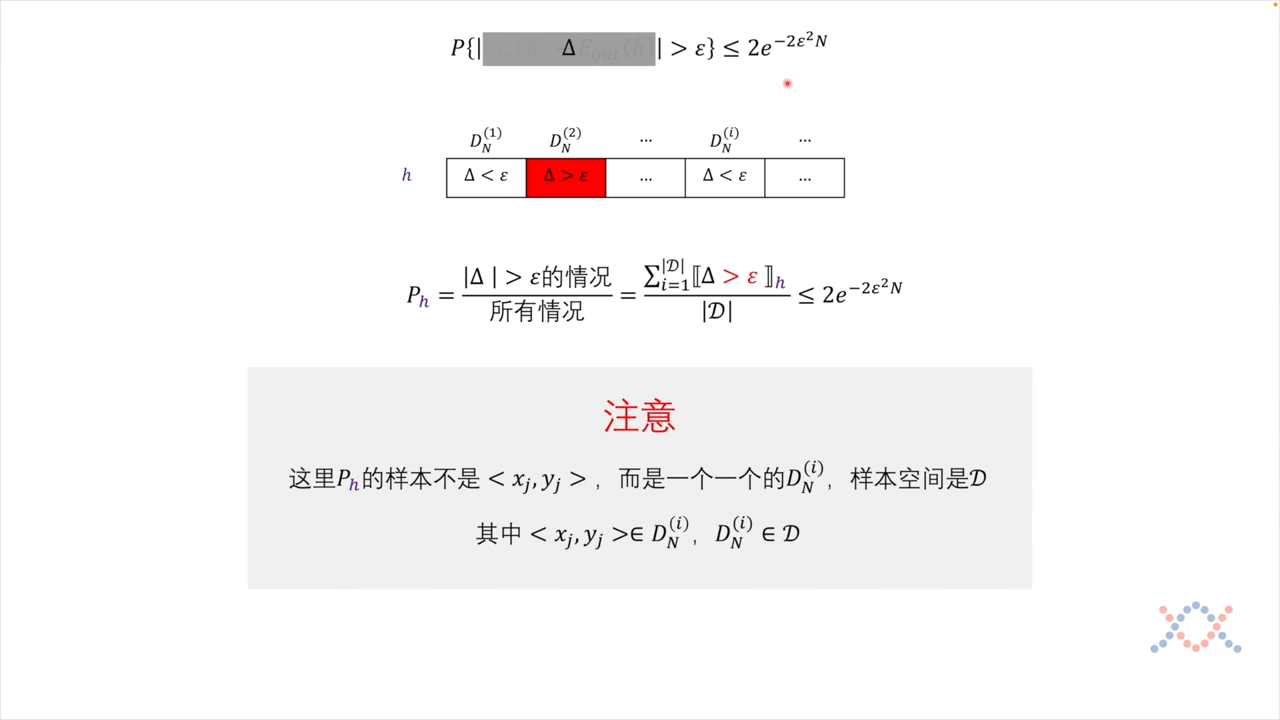 P{| Δ E_out(h) | > ε} ≤ 2e^{-2ε²N}
D_N^{(1)} D_N^{(2)} ... D_N^{(i)} ...
h Δ < ε Δ > ε ... Δ < ε ...
P_h = |Δ| > ε的情况 / 所有情况 = ∑_{i=1}^{|𝒟|} ⟦Δ > ε⟧_h / |𝒟| ≤ 2e^{-2ε²N}
注意
这里P_h的样本不是 < x_j, y_j > ，而是一个一个的D_N^{(i)}，样本空间是𝒟
其中 < x_j, y_j >∈ D_N^{(i)}，D_N^{(i)} ∈ 𝒟